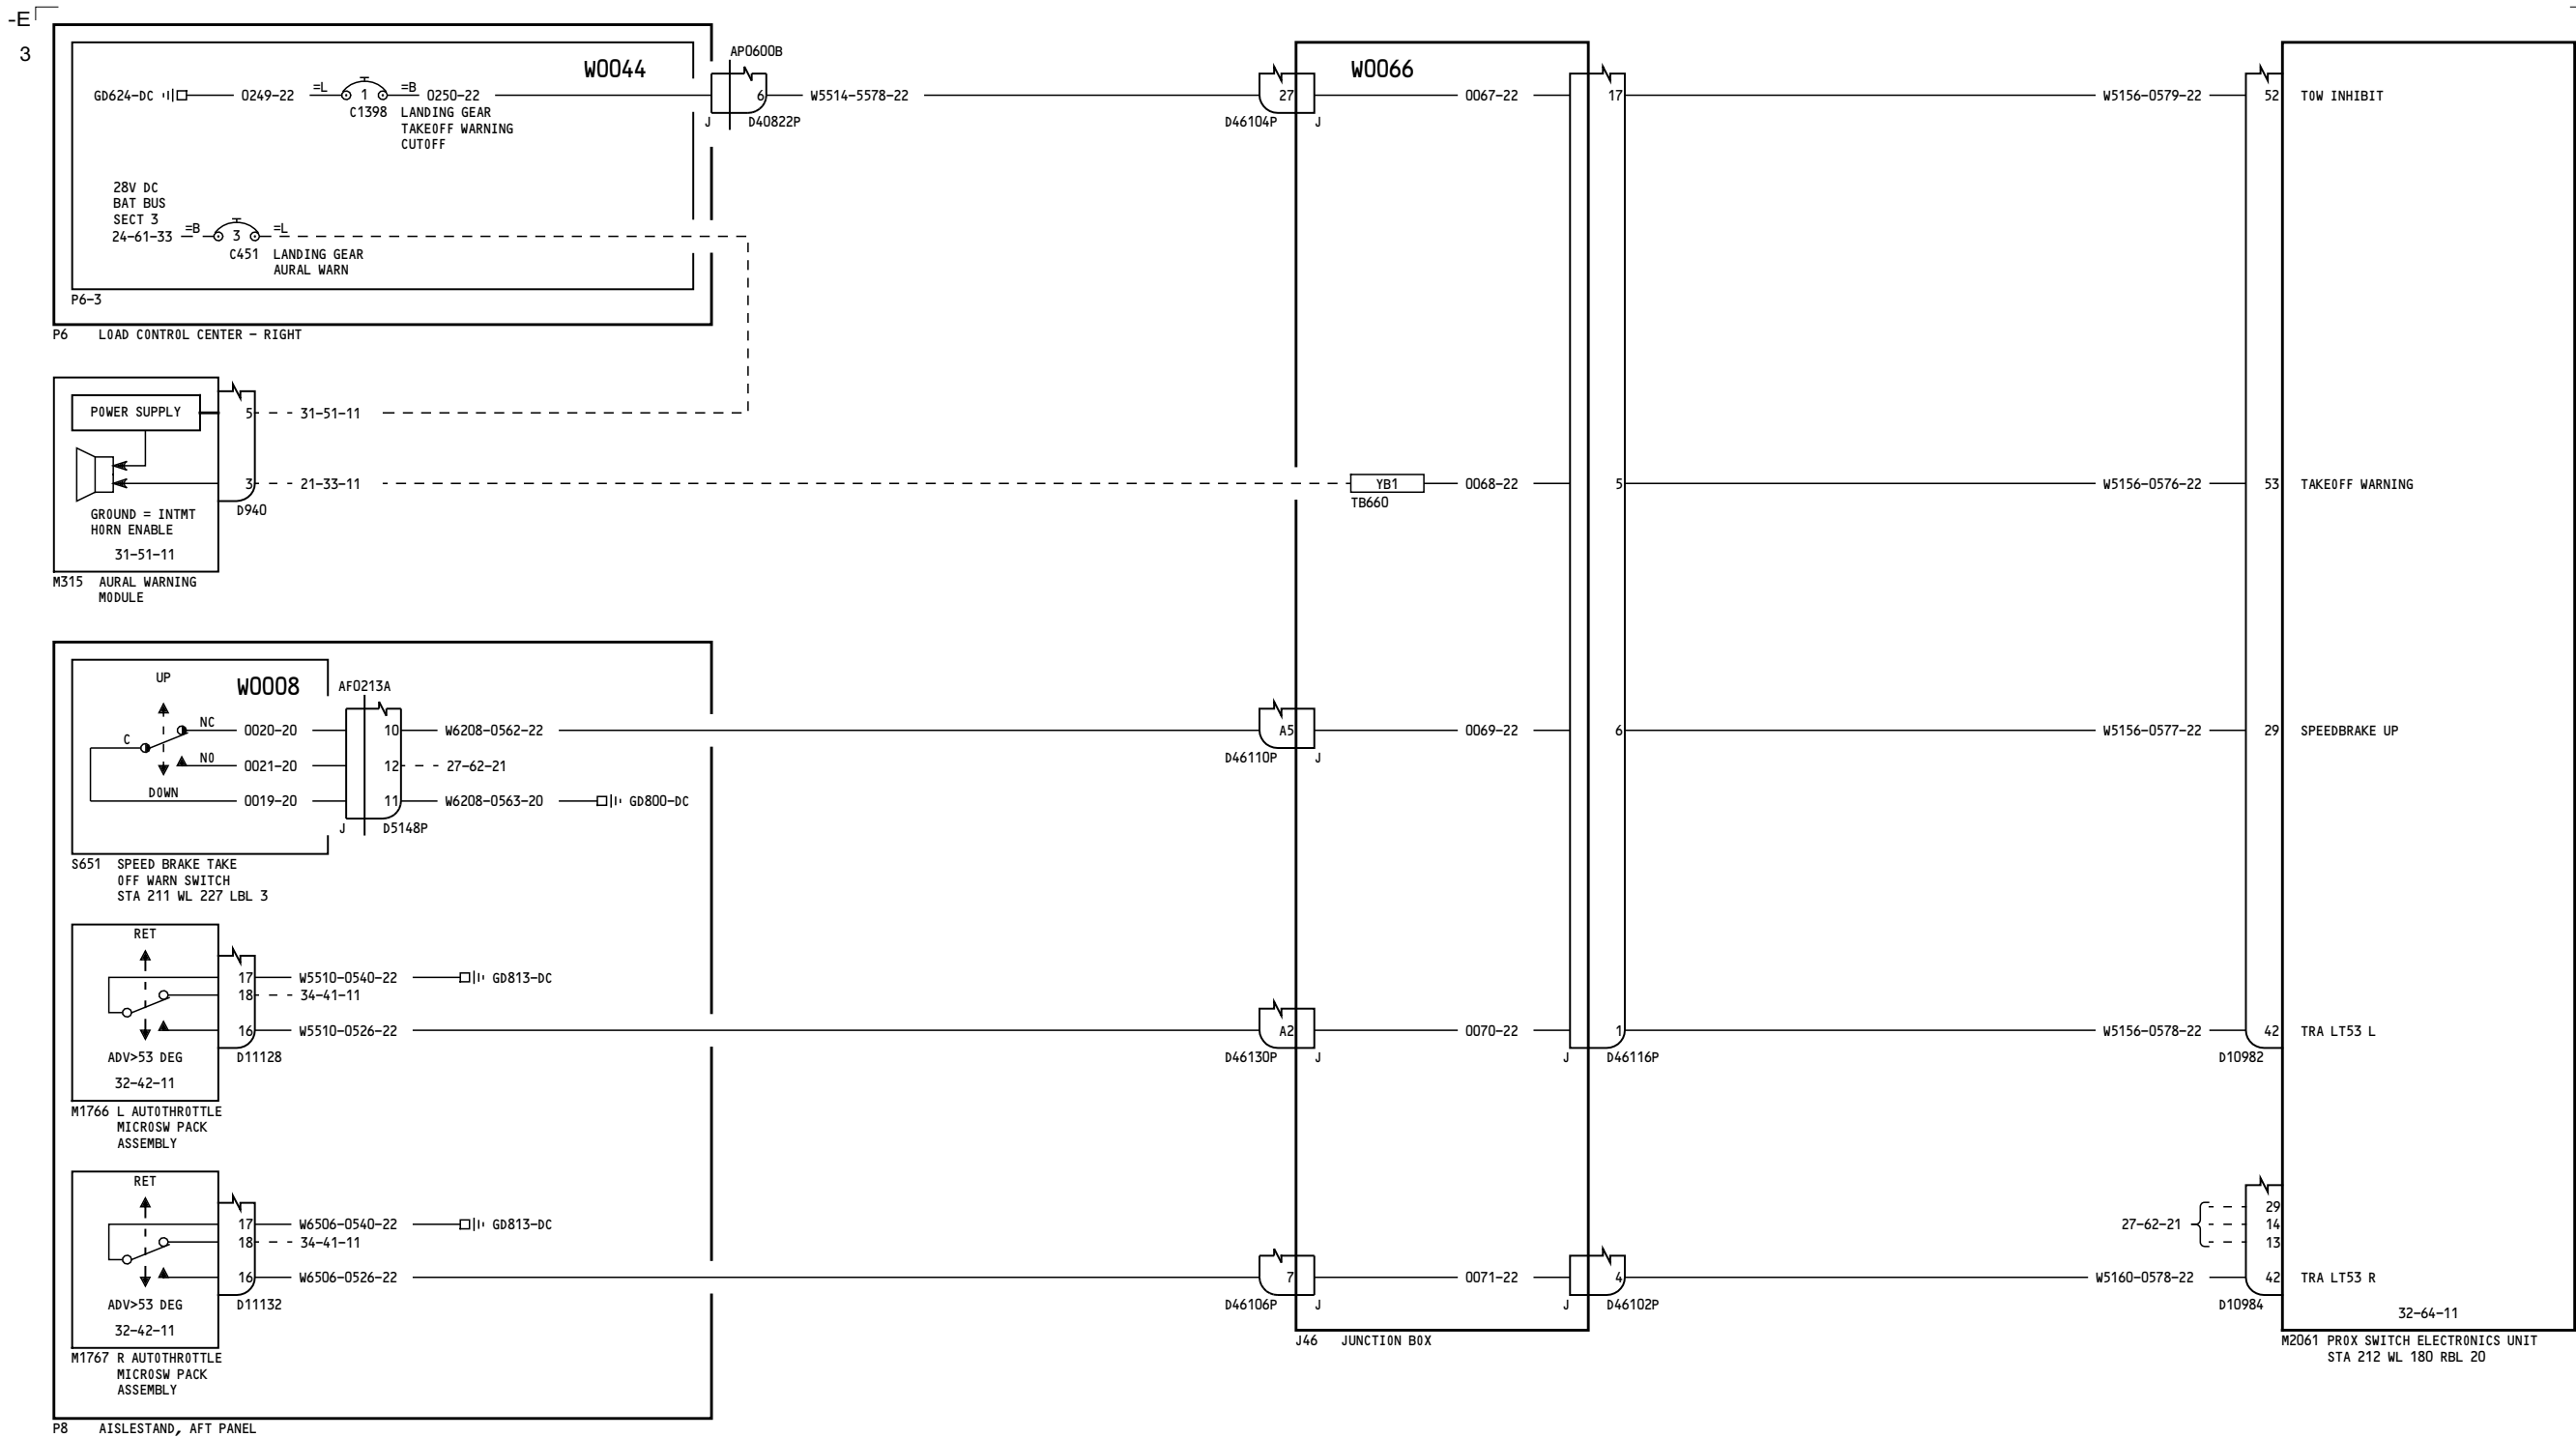 -E
3
W0044
AP0600B
GD624-DC
0249-22
=L
1
=B
0250-22
C1398
LANDING GEAR
TAKEOFF WARNING
CUTOFF
6
J
D40822P
W5514-5578-22
28V DC
BAT BUS
SECT 3
24-61-33
=B
3
=L
C451
LANDING GEAR
AURAL WARN
P6-3
P6 LOAD CONTROL CENTER - RIGHT
POWER SUPPLY
5
31-51-11
3
21-33-11
D940
GROUND = INTMT
HORN ENABLE
31-51-11
M315 AURAL WARNING
MODULE
UP
W0008
AF0213A
NC
0020-20
10
W6208-0562-22
C
NO
0021-20
12
27-62-21
DOWN
0019-20
11
W6208-0563-20
GD800-DC
J
D5148P
S651 SPEED BRAKE TAKE
OFF WARN SWITCH
STA 211 WL 227 LBL 3
RET
17
W5510-0540-22
GD813-DC
18
34-41-11
16
W5510-0526-22
ADV>53 DEG
D11128
32-42-11
M1766 L AUTOTHROTTLE
MICROSW PACK
ASSEMBLY
RET
17
W6506-0540-22
GD813-DC
18
34-41-11
16
W6506-0526-22
ADV>53 DEG
D11132
32-42-11
M1767 R AUTOTHROTTLE
MICROSW PACK
ASSEMBLY
P8 AISLESTAND, AFT PANEL
W0066
27
0067-22
17
D46104P
J
YB1
TB660
0068-22
5
A5
0069-22
6
D46110P
J
A2
0070-22
1
D46130P
J
J
D46116P
7
0071-22
4
D46106P
J
J
D46102P
J46 JUNCTION BOX
W5156-0579-22
52
TOW INHIBIT
W5156-0576-22
53
TAKEOFF WARNING
W5156-0577-22
29
SPEEDBRAKE UP
W5156-0578-22
42
TRA LT53 L
D10982
27-62-21
29
14
13
W5160-0578-22
42
TRA LT53 R
D10984
32-64-11
M2061 PROX SWITCH ELECTRONICS UNIT
STA 212 WL 180 RBL 20